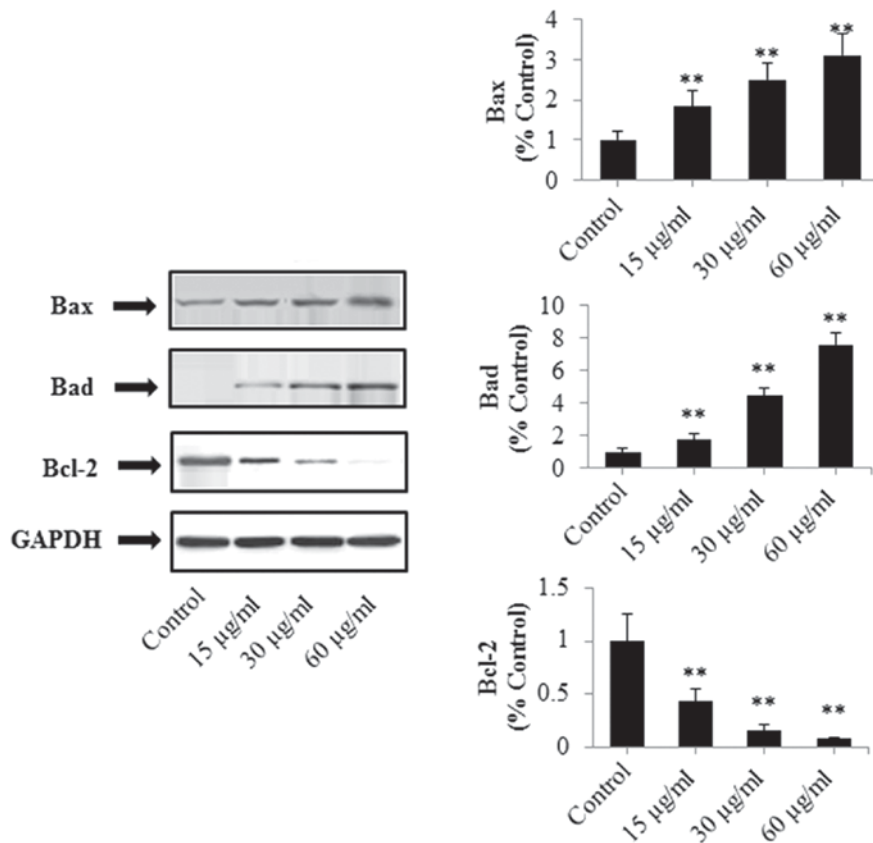 Bax
Bad
Bcl-2
GAPDH
Control
15 µg/ml
30 µg/ml
60 µg/ml
Bax
(% Control)
4
3
2
1
0
**
**
**
Control
15 µg/ml
30 µg/ml
60 µg/ml
Bad
(% Control)
10
8
6
4
2
0
**
**
**
Control
15 µg/ml
30 µg/ml
60 µg/ml
Bcl-2
(% Control)
1.5
1
0.5
0
**
**
**
Control
15 µg/ml
30 µg/ml
60 µg/ml